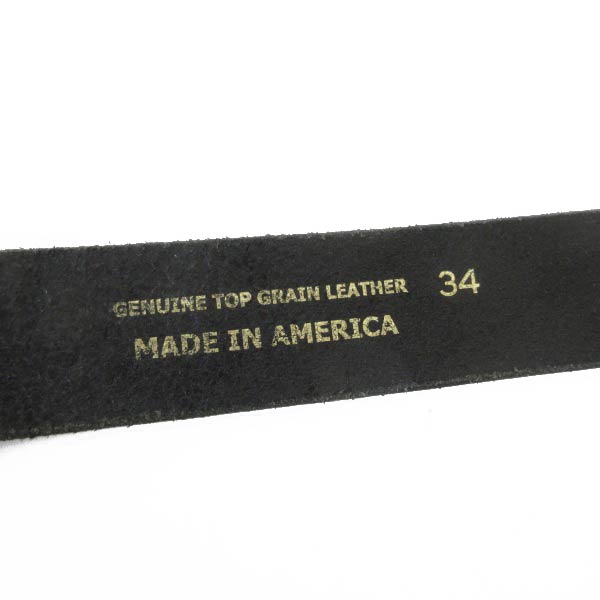 GENUINE TOP GRAIN LEATHER 34
MADE IN AMERICA